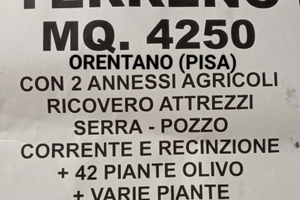 TERRENO
MQ. 4250
ORENTANO (PISA)
CON 2 ANNESSI AGRICOLI
RICOVERO ATTREZZI
SERRA - POZZO
CORRENTE E RECINZIONE
+ 42 PIANTE OLIVO
+ VARIE PIANTE